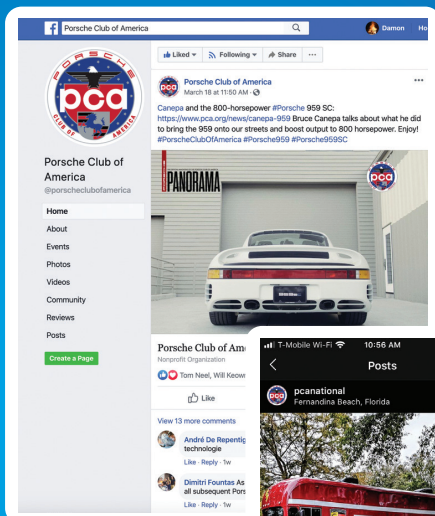 Porsche Club of America
Damon
Ho
PORSCHE
pca
CLUB OF AMERICA
Porsche Club of
America
@porscheclubofamerica
Home
About
Events
Photos
Videos
Community
Reviews
Posts
Create a Page
Liked
Following
Share
...
Porsche Club of America
March 18 at 11:50 AM ·
Canepa and the 800-horsepower #Porsche 959 SC:
https://www.pca.org/news/canepa-959 Bruce Canepa talks about what he did
to bring the 959 onto our streets and boost output to 800 horsepower. Enjoy!
#PorscheClubOfAmerica #Porsche959 #Porsche959SC
PANORAMA
pca
Porsche Club of Am
Nonprofit Organization
Tom Neel, Will Keown
Like
View 13 more comments
André De Repentig
technologie
Like · Reply · 1w
Dimitri Fountas As
all subsequent Pors
Like · Reply · 1w
T-Mobile Wi-Fi
10:56 AM
Posts
pcanational
Fernandina Beach, Florida